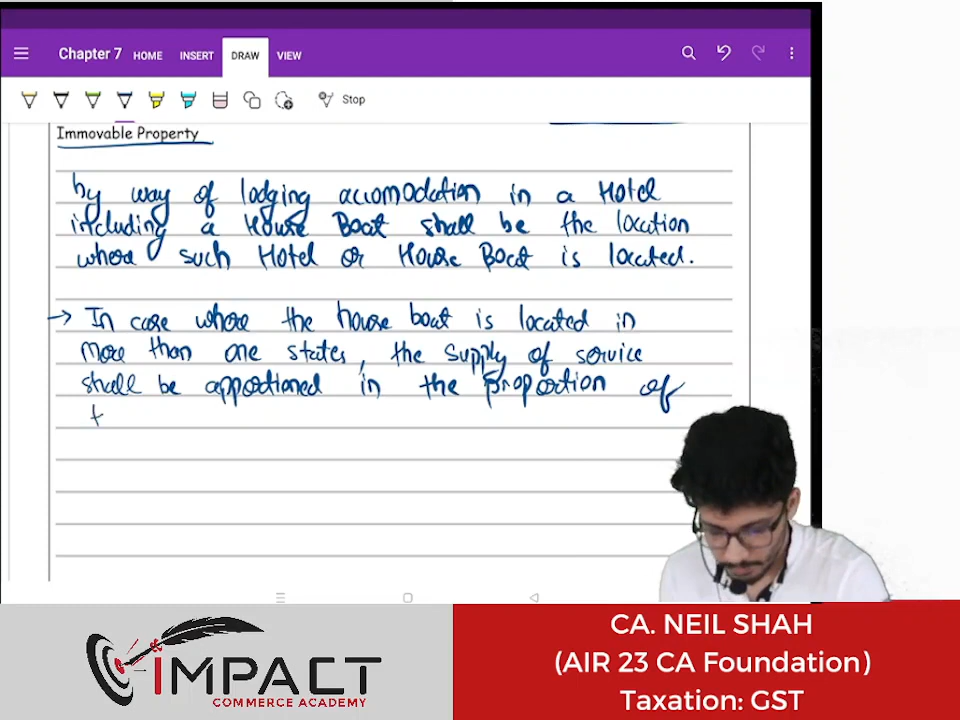 Chapter 7 HOME INSERT DRAW VIEW
Stop
Immovable Property
by way of lodging accomodation in a Hotel
including a House Boat shall be the location
where such Hotel or House Boat is located.
→ In case where the house boat is located in
more than one states, the supply of service
shall be apportioned in the proportion of
t
IMPACT
COMMERCE ACADEMY
CA. NEIL SHAH
(AIR 23 CA Foundation)
Taxation: GST